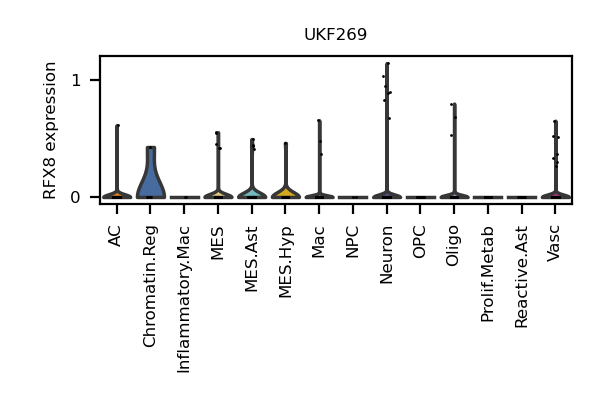 UKF269
RFX8 expression
1
0
AC
Chromatin.Reg
Inflammatory.Mac
MES
MES.Ast
MES.Hyp
Mac
NPC
Neuron
OPC
Oligo
Prolif.Metab
Reactive.Ast
Vasc